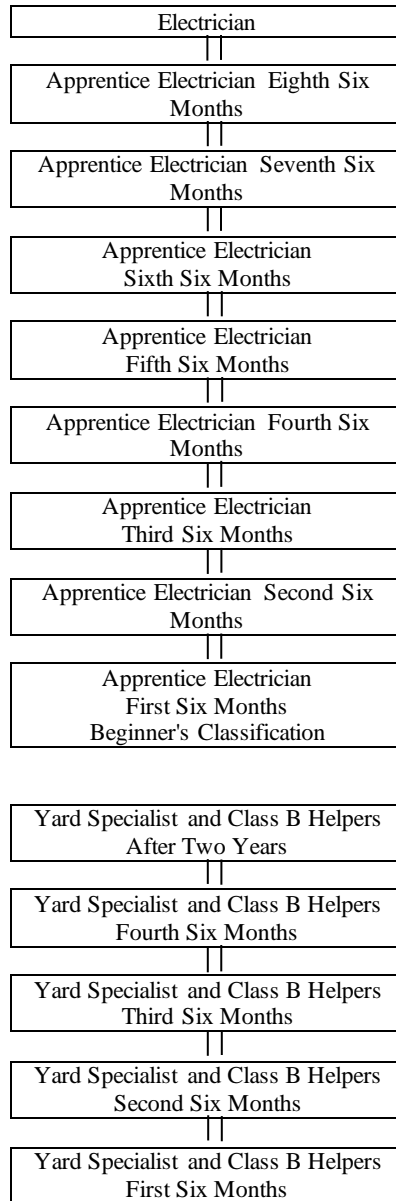 Electrician
Apprentice Electrician Eighth Six
Months
Apprentice Electrician Seventh Six
Months
Apprentice Electrician
Sixth Six Months
Apprentice Electrician
Fifth Six Months
Apprentice Electrician Fourth Six
Months
Apprentice Electrician
Third Six Months
Apprentice Electrician Second Six
Months
Apprentice Electrician
First Six Months
Beginner's Classification
Yard Specialist and Class B Helpers
After Two Years
Yard Specialist and Class B Helpers
Fourth Six Months
Yard Specialist and Class B Helpers
Third Six Months
Yard Specialist and Class B Helpers
Second Six Months
Yard Specialist and Class B Helpers
First Six Months